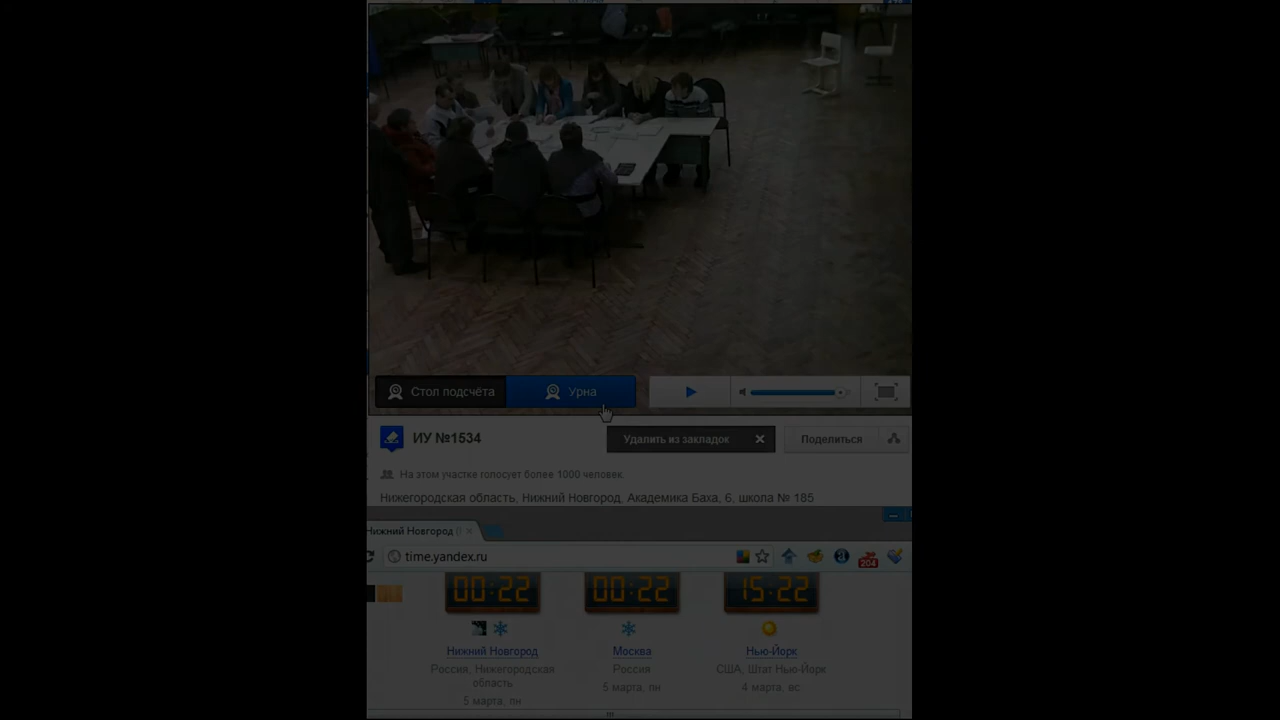 Стол подсчёта
Урна
ИУ №1534
Удалить из закладок
Поделиться
На этом участке голосует более 1000 человек.
Нижегородская область, Нижний Новгород, Академика Баха, 6, школа № 185
Нижний Новгород (
time.yandex.ru
204
00:22
00:22
15:22
Нижний Новгород
Москва
Нью-Йорк
Россия, Нижегородская
область
Россия
США, Штат Нью-Йорк
5 марта, пн
5 марта, пн
4 марта, вс